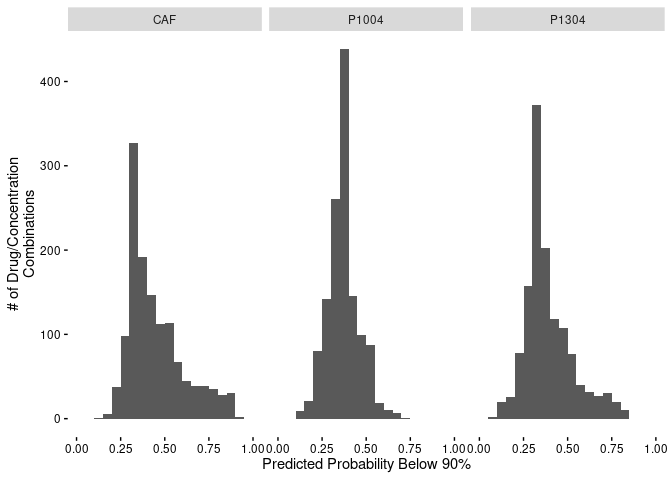 CAF P1004 P1304
400
300
200
100
0
# of Drug/Concentration
Combinations
0.00 0.25 0.50 0.75 1.00 0.00 0.25 0.50 0.75 1.00 0.00 0.25 0.50 0.75 1.00
Predicted Probability Below 90%